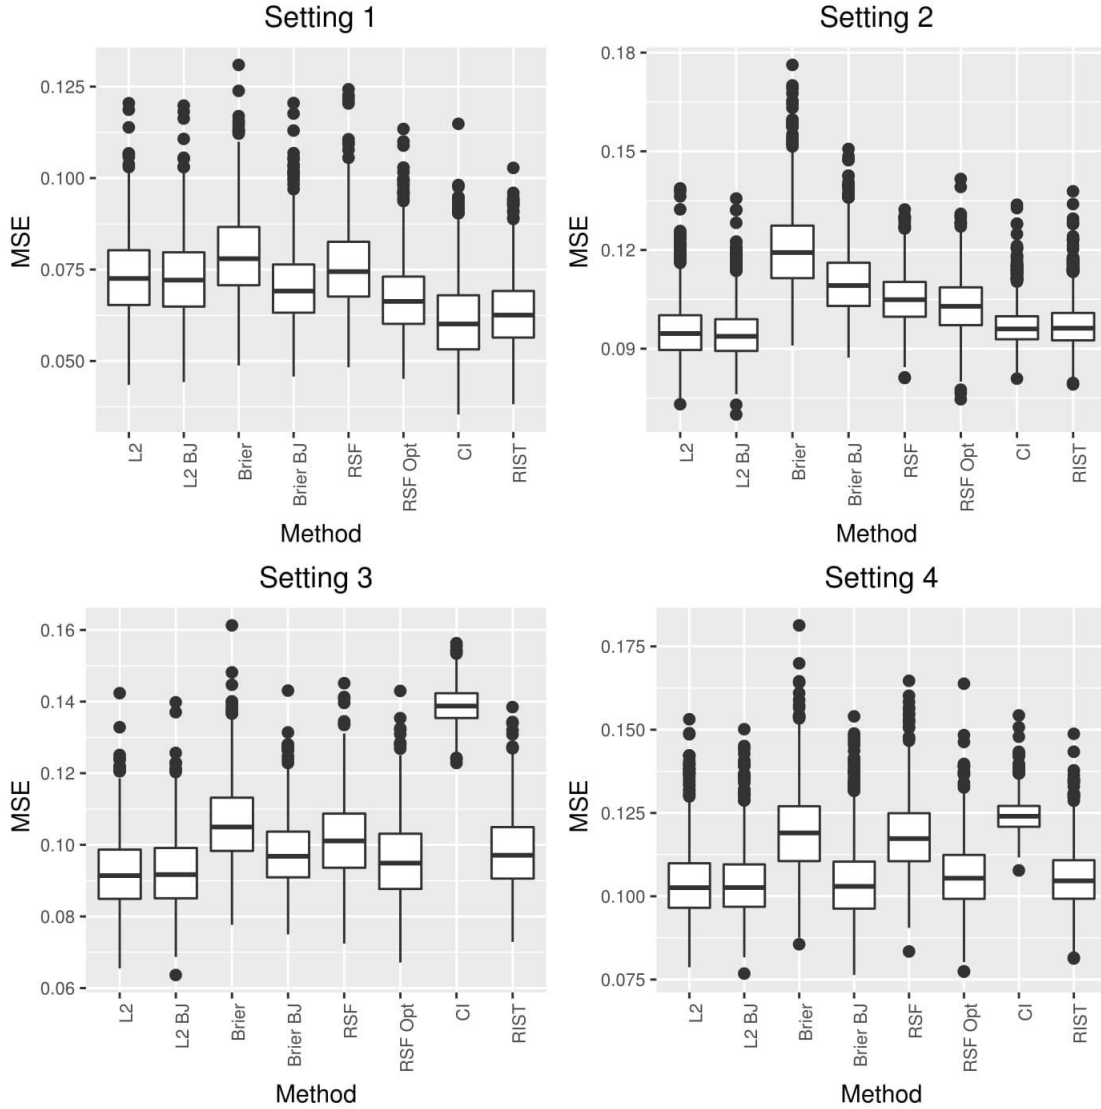 Setting 1
0.125
0.100
0.075
0.050
MSE
L2
L2 BJ
Brier
Brier BJ
RSF
RSF Opt
CI
RIST
Method
Setting 2
0.18
0.15
0.12
0.09
MSE
L2
L2 BJ
Brier
Brier BJ
RSF
RSF Opt
CI
RIST
Method
Setting 3
0.16
0.14
0.12
0.10
0.08
0.06
MSE
L2
L2 BJ
Brier
Brier BJ
RSF
RSF Opt
CI
RIST
Method
Setting 4
0.175
0.150
0.125
0.100
0.075
MSE
L2
L2 BJ
Brier
Brier BJ
RSF
RSF Opt
CI
RIST
Method